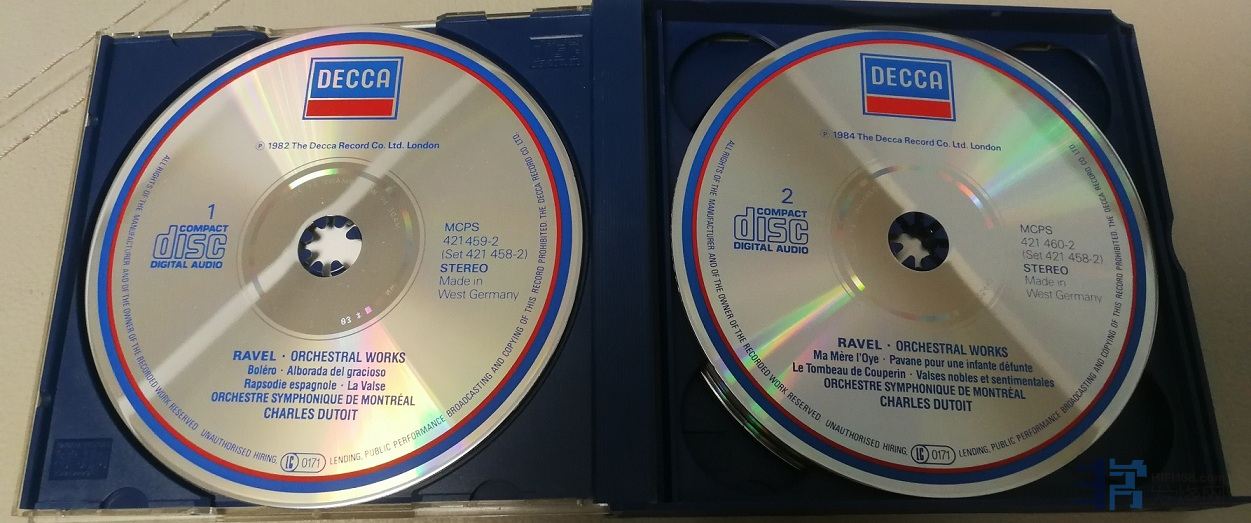 DECCA
℗ 1982 The Decca Record Co. Ltd. London
1
COMPACT
disc
DIGITAL AUDIO
MCPS
421 459-2
(Set 421 458-2)
STEREO
Made in
West Germany
RAVEL · ORCHESTRAL WORKS
Boléro · Alborada del gracioso
Rapsodie espagnole · La Valse
ORCHESTRE SYMPHONIQUE DE MONTRÉAL
CHARLES DUTOIT
ALL RIGHTS OF THE MANUFACTURER AND OF THE OWNER OF THE RECORDED WORK RESERVED. UNAUTHORISED HIRING, LC 0171 LENDING, PUBLIC PERFORMANCE BROADCASTING AND COPYING OF THIS RECORD PROHIBITED. THE DECCA RECORD CO. LTD.
03
DECCA
℗ 1984 The Decca Record Co. Ltd. London
2
COMPACT
disc
DIGITAL AUDIO
MCPS
421 460-2
(Set 421 458-2)
STEREO
Made in
West Germany
RAVEL · ORCHESTRAL WORKS
Ma Mère l'Oye · Pavane pour une infante défunte
Le Tombeau de Couperin · Valses nobles et sentimentales
ORCHESTRE SYMPHONIQUE DE MONTRÉAL
CHARLES DUTOIT
ALL RIGHTS OF THE MANUFACTURER AND OF THE OWNER OF THE RECORDED WORK RESERVED. UNAUTHORISED HIRING, LC 0171 LENDING, PUBLIC PERFORMANCE BROADCASTING AND COPYING OF THIS RECORD PROHIBITED. THE DECCA RECORD CO. LTD.